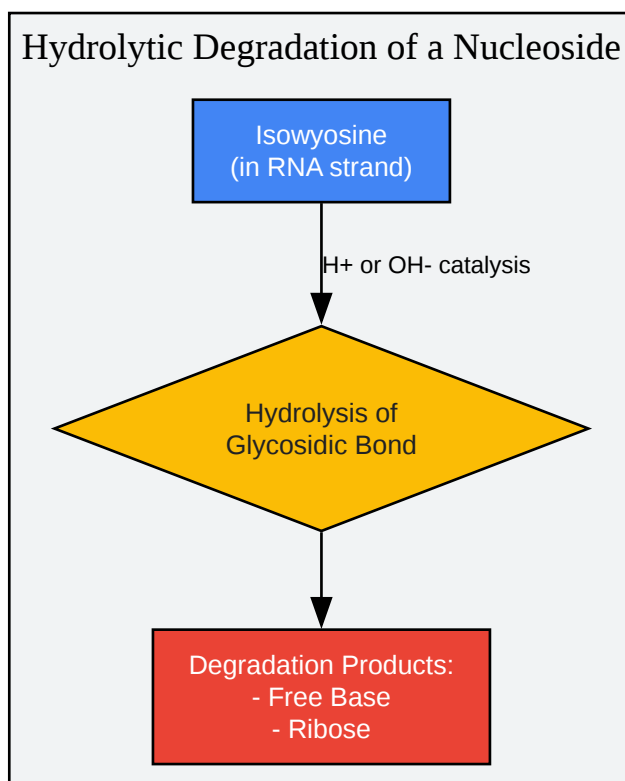 Hydrolytic Degradation of a Nucleoside
Isowyosine
(in RNA strand)
H+ or OH- catalysis
Hydrolysis of
Glycosidic Bond
Degradation Products:
- Free Base
- Ribose